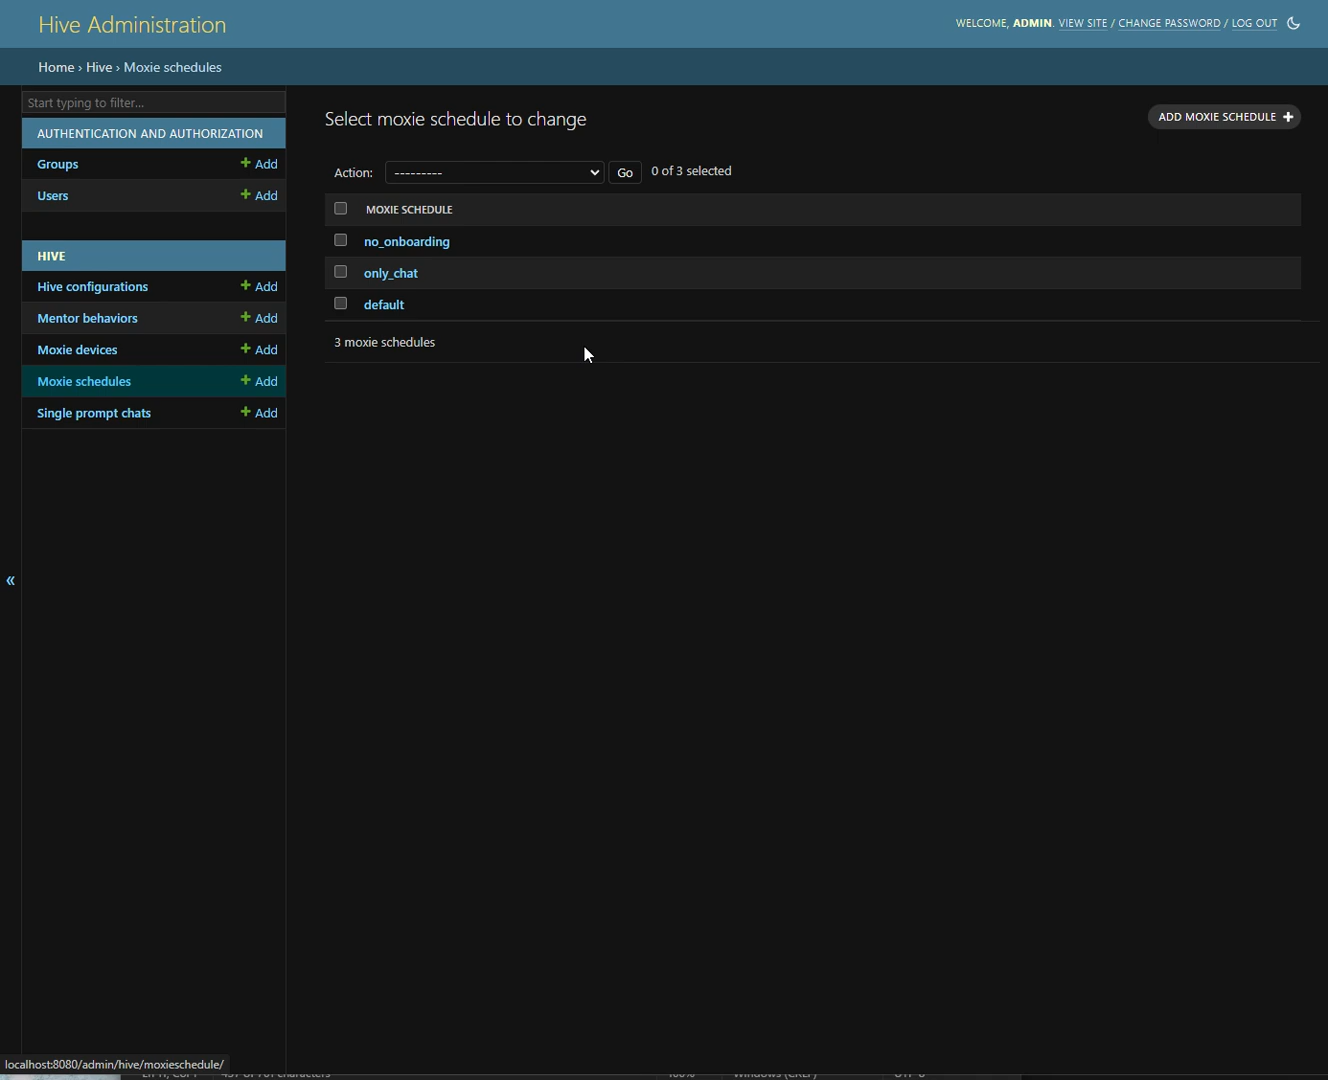 Hive Administration
WELCOME, ADMIN. VIEW SITE / CHANGE PASSWORD / LOG OUT
Home › Hive › Moxie schedules
Start typing to filter...
AUTHENTICATION AND AUTHORIZATION
Groups + Add
Users + Add
HIVE
Hive configurations + Add
Mentor behaviors + Add
Moxie devices + Add
Moxie schedules + Add
Single prompt chats + Add
«
Select moxie schedule to change
ADD MOXIE SCHEDULE +
Action: --------- Go 0 of 3 selected
MOXIE SCHEDULE
no_onboarding
only_chat
default
3 moxie schedules
localhost:8080/admin/hive/moxieschedule/